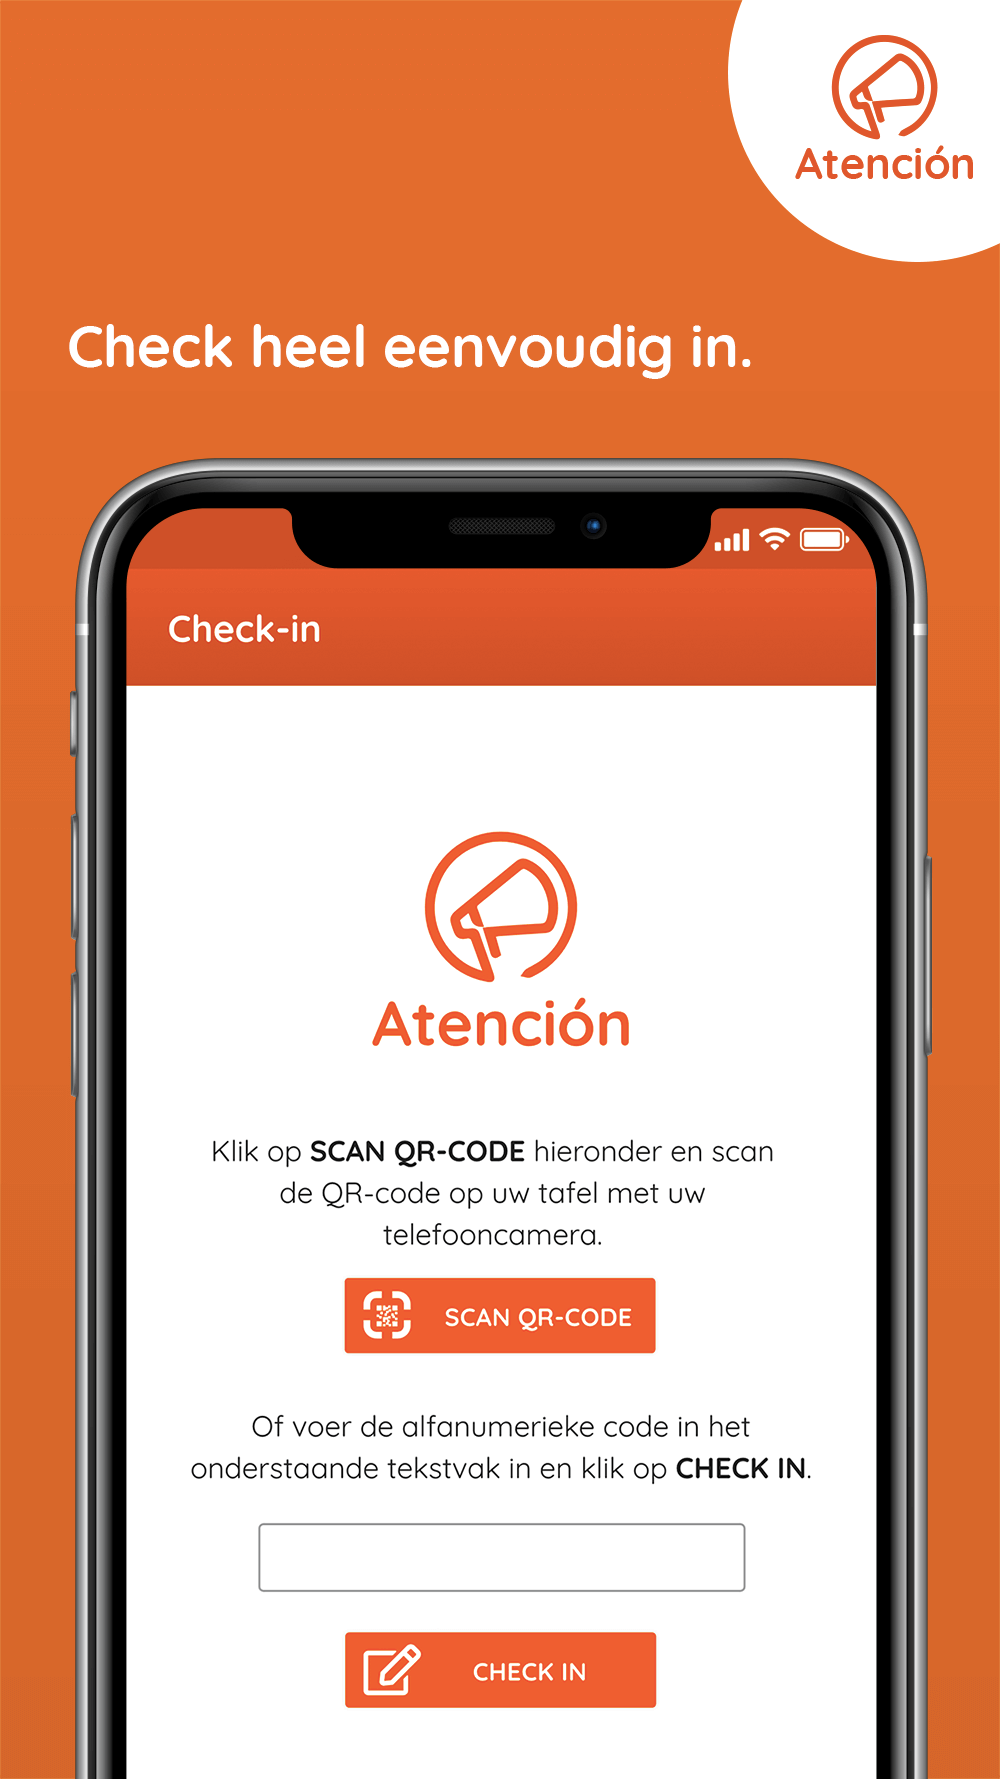 Atención
Check heel eenvoudig in.
Check-in
Atención
Klik op SCAN QR-CODE hieronder en scan
de QR-code op uw tafel met uw
telefooncamera.
SCAN QR-CODE
Of voer de alfanumerieke code in het
onderstaande tekstvak in en klik op CHECK IN.
CHECK IN